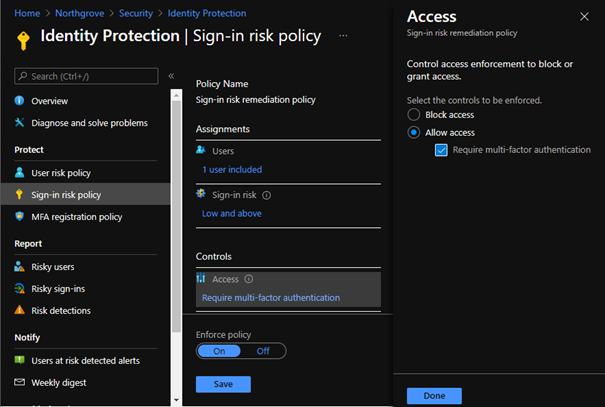 Home > Northgrove > Security > Identity Protection
Identity Protection | Sign-in risk policy ...
Search (Ctrl+/)
«
Overview
Diagnose and solve problems
Protect
User risk policy
Sign-in risk policy
MFA registration policy
Report
Risky users
Risky sign-ins
Risk detections
Notify
Users at risk detected alerts
Weekly digest
Policy Name
Sign-in risk remediation policy
Assignments
Users
1 user included
Sign-in risk
Low and above
Controls
Access
Require multi-factor authentication
Enforce policy
On Off
Save
Access
Sign-in risk remediation policy
Control access enforcement to block or
grant access.
Select the controls to be enforced.
Block access
Allow access
Require multi-factor authentication
Done